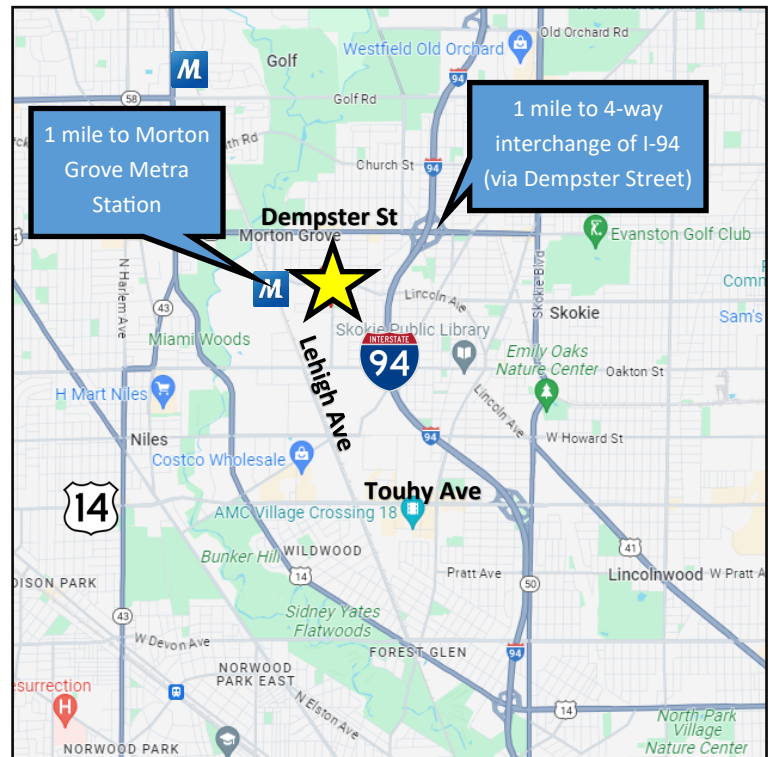 Old Orchard Rd
Westfield Old Orchard
M
Golf
94
58
Golf Rd
1 mile to Morton
Grove Metra
Station
1 mile to 4-way
interchange of I-94
(via Dempster Street)
Church St
94
Dempster St
Morton Grove
Evanston Golf Club
N Harlem Ave
M
Lincoln Ave
Skokie Blvd
Skokie
43
Miami Woods
Skokie Public Library
Sam's
Lehigh Ave
INTERSTATE
94
Emily Oaks
Nature Center
Oakton St
H Mart Niles
Lincoln Ave
Niles
94
W Howard St
Costco Wholesale
Touhy Ave
14
AMC Village Crossing 18
Bunker Hill
WILDWOOD
41
14
Pratt Ave
50
Lincolnwood
W Pratt A
DISON PARK
43
Sidney Yates
Flatwoods
W Devon Ave
FOREST GLEN
94
NORWOOD
PARK EAST
esurrection
H
N Elston Ave
14
North Park
Village
Nature Center
NORWOOD PARK